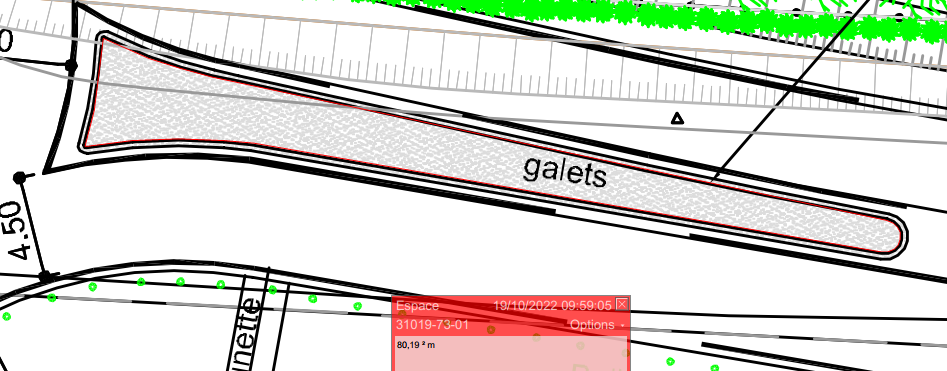 0
galets
4.50
nette
Espace 19/10/2022 09:59:05
31019-73-01 Options
80,19 ² m